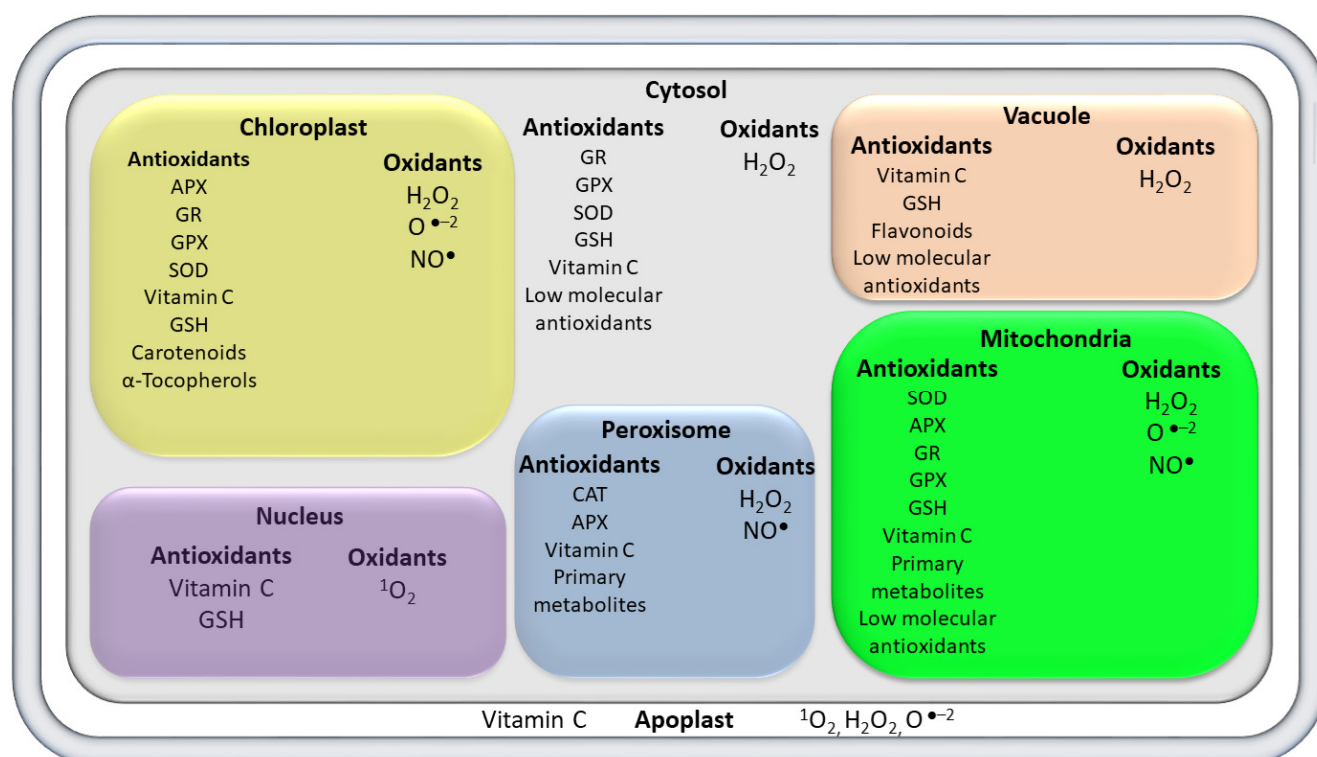 Cytosol
Chloroplast
Antioxidants
APX
GR
GPX
SOD
Vitamin C
GSH
Carotenoids
α-Tocopherols
Oxidants
H₂O₂
O •–2
NO•
Antioxidants
GR
GPX
SOD
GSH
Vitamin C
Low molecular
antioxidants
Oxidants
H₂O₂
Vacuole
Antioxidants
Vitamin C
GSH
Flavonoids
Low molecular
antioxidants
Oxidants
H₂O₂
Nucleus
Antioxidants
Vitamin C
GSH
Oxidants
¹O₂
Peroxisome
Antioxidants
CAT
APX
Vitamin C
Primary
metabolites
Oxidants
H₂O₂
NO•
Mitochondria
Antioxidants
SOD
APX
GR
GPX
GSH
Vitamin C
Primary
metabolites
Low molecular
antioxidants
Oxidants
H₂O₂
O •–2
NO•
Vitamin C Apoplast ¹O₂, H₂O₂, O •–2